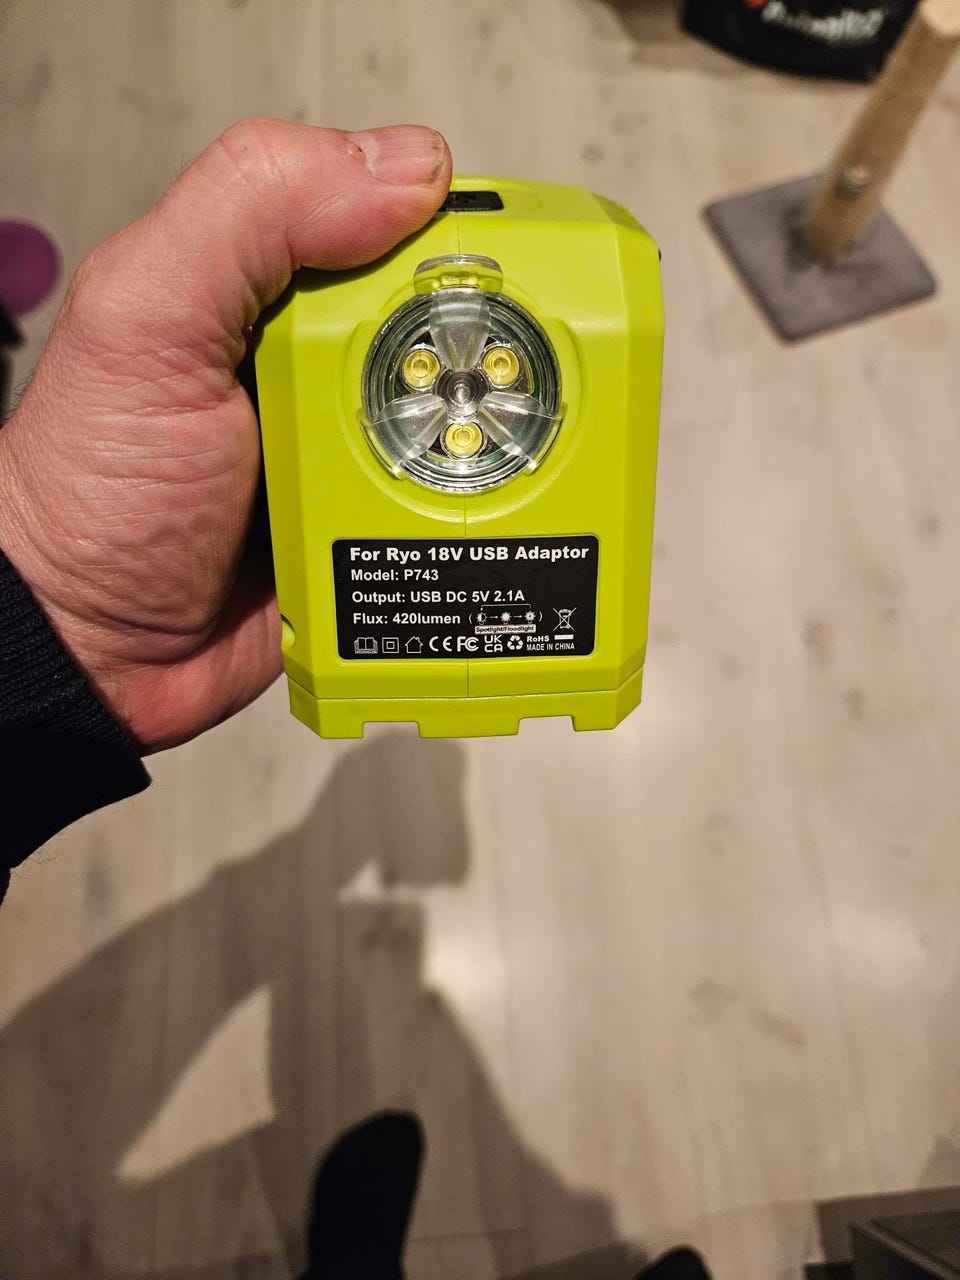 For Ryo 18V USB Adaptor
Model: P743
Output: USB DC 5V 2.1A
Flux: 420lumen ( → → )
Spotlight/Floodlight
CE FC UK CA RoHS
MADE IN CHINA